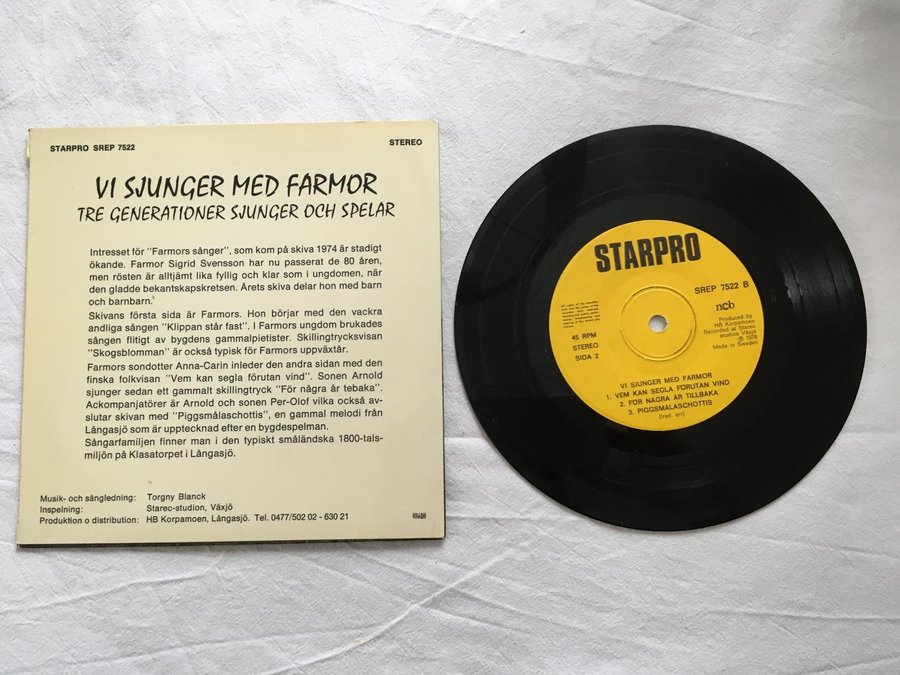 STARPRO SREP 7522
STEREO
VI SJUNGER MED FARMOR
TRE GENERATIONER SJUNGER OCH SPELAR
Intresset för "Farmors sånger", som kom på skiva 1974 är stadigt
ökande. Farmor Sigrid Svensson har nu passerat de 80 åren,
men rösten är alltjämt lika fyllig och klar som i ungdomen, när
den gladde bekantskapskretsen. Årets skiva delar hon med barn
och barnbarn.
Skivans första sida är Farmors. Hon börjar med den vackra
andliga sången "Klippan står fast". I Farmors ungdom brukades
sången flitigt av bygdens gammalpietister. Skillingtrycksvisan
"Skogsblomman" är också typisk för Farmors uppväxtår.
Farmors sondotter Anna-Carin inleder den andra sidan med den
finska folkvisan "Vem kan segla förutan vind". Sonen Arnold
sjunger sedan ett gammalt skillingtryck "För några år tebaka".
Ackompanjatörer är Arnold och sonen Per-Olof vilka också av-
slutar skivan med "Piggsmålaschottis", en gammal melodi från
Långasjö som är upptecknad efter en bygdespelman.
Sångarfamiljen finner man i den typiskt småländska 1800-tals-
miljön på Klasatorpet i Långasjö.
Musik- och sångledning: Torgny Blanck
Inspelning: Starec-studion, Växjö
Produktion o distribution: HB Korpamoen, Långasjö. Tel. 0477/502 02 - 630 21
STARPRO
SREP 7522 B
ncb
Produced by
HB Korpamoen
Recorded at Starec
studios Växjö
Ⓟ 1976
Made in Sweden
45 RPM
STEREO
SIDA 2
VI SJUNGER MED FARMOR
1. VEM KAN SEGLA FÖRUTAN VIND
2. FÖR NÅGRA ÅR TILLBAKA
3. PIGGSMÅLASCHOTTIS
(trad. arr)